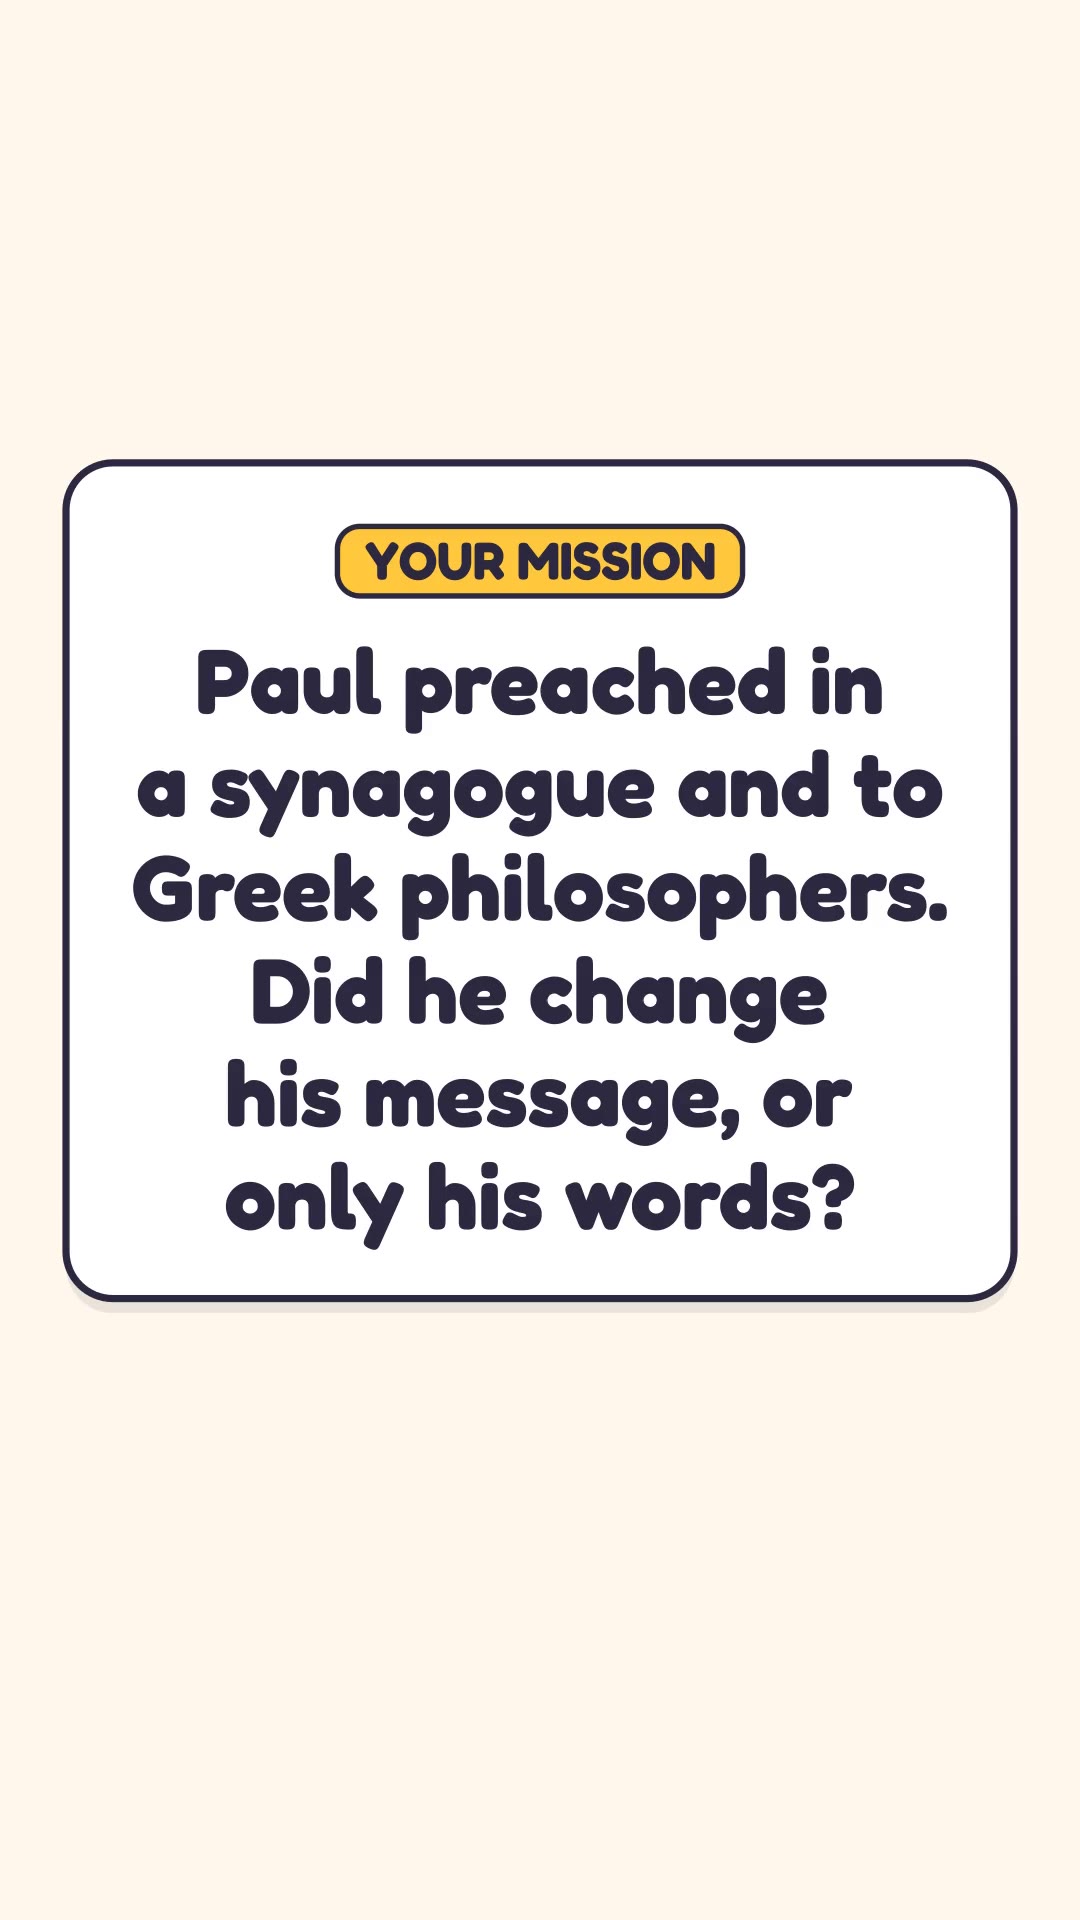 YOUR MISSION
Paul preached in
a synagogue and to
Greek philosophers.
Did he change
his message, or
only his words?